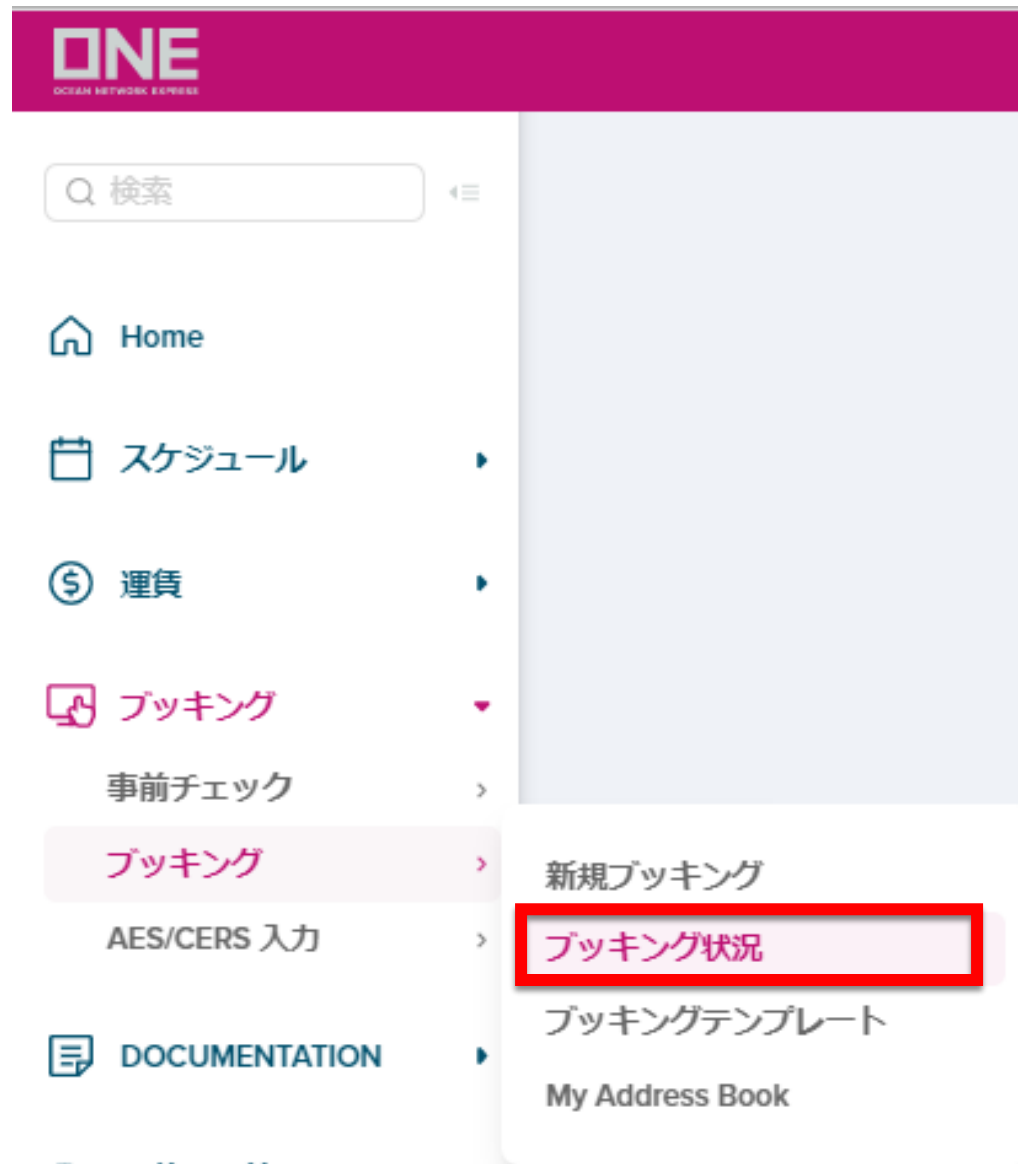 ONE
OCEAN NETWORK EXPRESS
検索
Home
スケジュール
運賃
ブッキング
事前チェック
ブッキング
AES/CERS 入力
DOCUMENTATION
新規ブッキング
ブッキング状況
ブッキングテンプレート
My Address Book